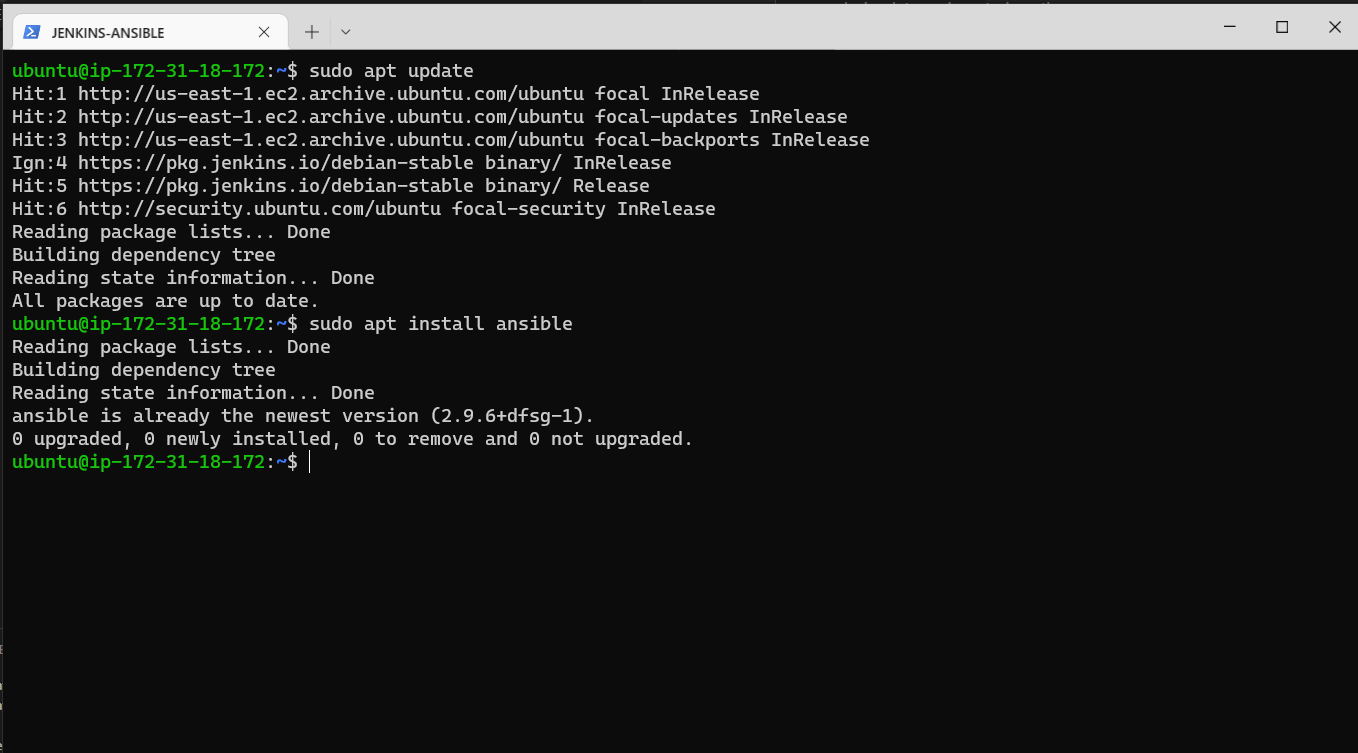 JENKINS-ANSIBLE
ubuntu@ip-172-31-18-172:~$ sudo apt update
Hit:1 http://us-east-1.ec2.archive.ubuntu.com/ubuntu focal InRelease
Hit:2 http://us-east-1.ec2.archive.ubuntu.com/ubuntu focal-updates InRelease
Hit:3 http://us-east-1.ec2.archive.ubuntu.com/ubuntu focal-backports InRelease
Ign:4 https://pkg.jenkins.io/debian-stable binary/ InRelease
Hit:5 https://pkg.jenkins.io/debian-stable binary/ Release
Hit:6 http://security.ubuntu.com/ubuntu focal-security InRelease
Reading package lists... Done
Building dependency tree
Reading state information... Done
All packages are up to date.
ubuntu@ip-172-31-18-172:~$ sudo apt install ansible
Reading package lists... Done
Building dependency tree
Reading state information... Done
ansible is already the newest version (2.9.6+dfsg-1).
0 upgraded, 0 newly installed, 0 to remove and 0 not upgraded.
ubuntu@ip-172-31-18-172:~$